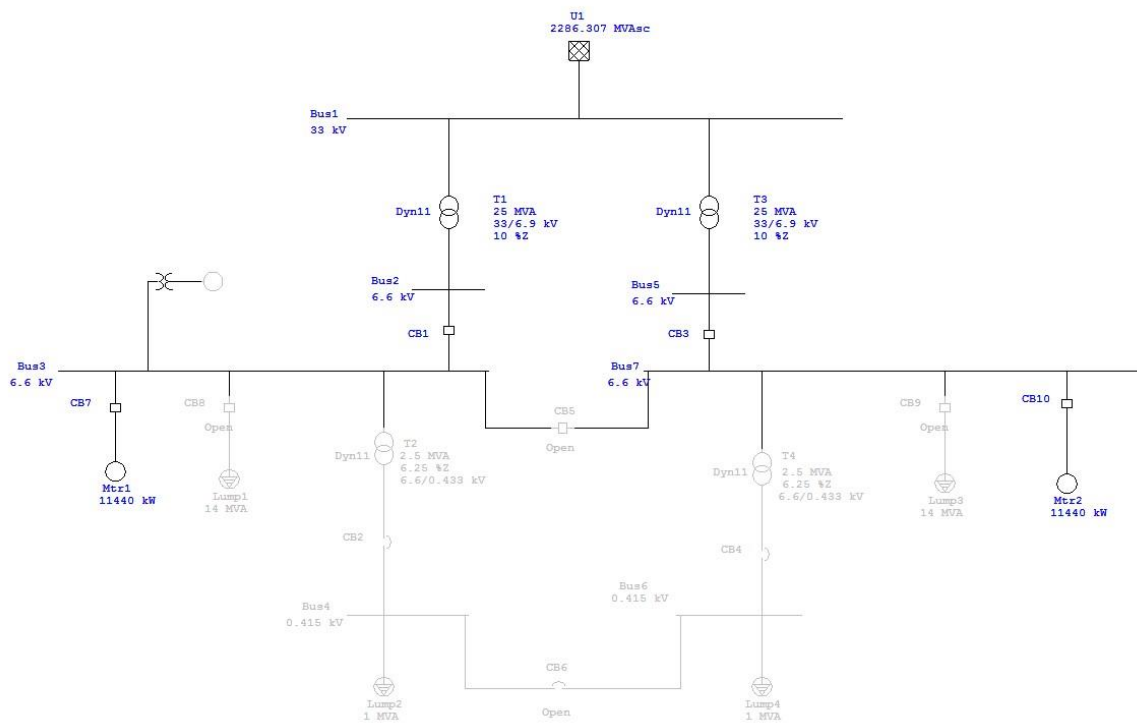 U1
2286.307 MVAsc
Bus1
33 kV
Dyn11
T1
25 MVA
33/6.9 kV
10 %Z
Dyn11
T3
25 MVA
33/6.9 kV
10 %Z
Bus2
6.6 kV
Bus5
6.6 kV
CB1
CB3
Bus3
6.6 kV
Bus7
6.6 kV
CB7
CB8
Open
CB5
Open
CB9
Open
CB10
Dyn11
T2
2.5 MVA
6.25 %Z
6.6/0.433 kV
Dyn11
T4
2.5 MVA
6.25 %Z
6.6/0.433 kV
Mtr1
11440 kW
Lump1
14 MVA
Lump3
14 MVA
Mtr2
11440 kW
CB2
CB4
Bus4
0.415 kV
Bus6
0.415 kV
CB6
Open
Lump2
1 MVA
Lump4
1 MVA